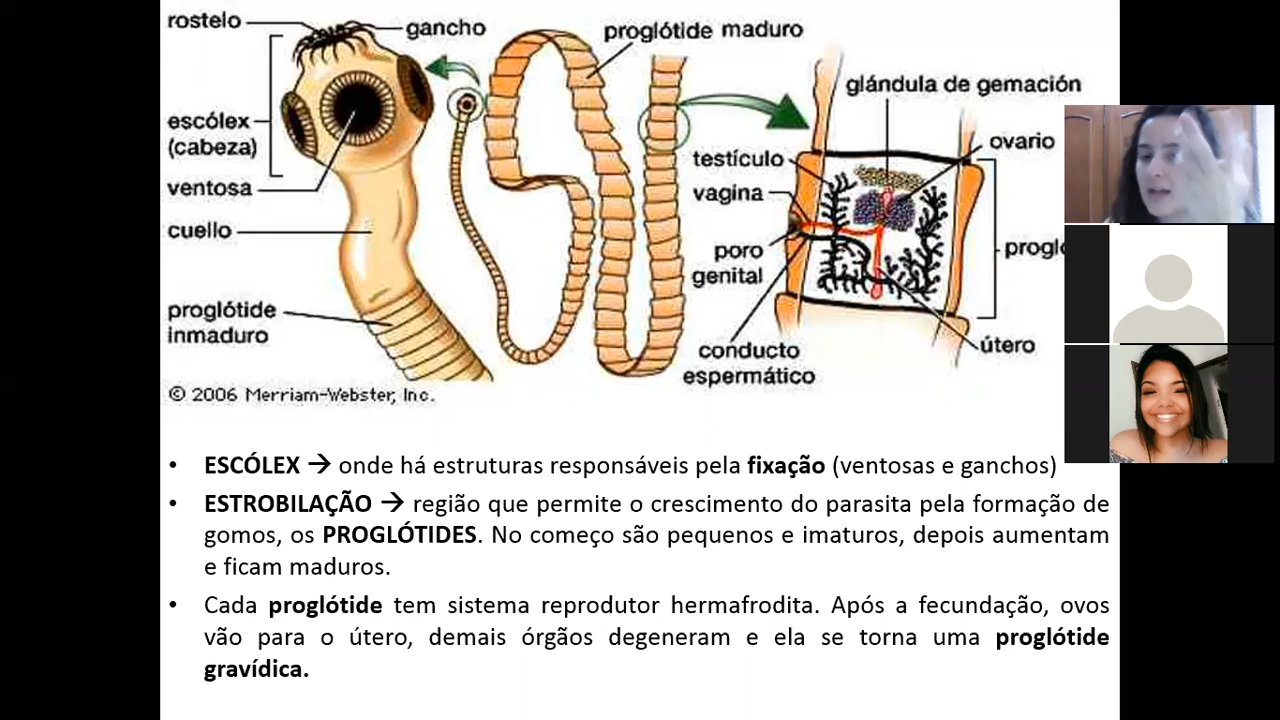 rostelo
gancho
proglótide maduro
glándula de gemación
escólex
(cabeza)
ovario
testículo
ventosa
vagina
cuello
poro
genital
proglótide
inmaduro
útero
conducto
espermático
© 2006 Merriam-Webster, Inc.
• ESCÓLEX → onde há estruturas responsáveis pela fixação (ventosas e ganchos)
• ESTROBILAÇÃO → região que permite o crescimento do parasita pela formação de
gomos, os PROGLÓTIDES. No começo são pequenos e imaturos, depois aumentam
e ficam maduros.
• Cada proglótide tem sistema reprodutor hermafrodita. Após a fecundação, ovos
vão para o útero, demais órgãos degeneram e ela se torna uma proglótide
gravídica.